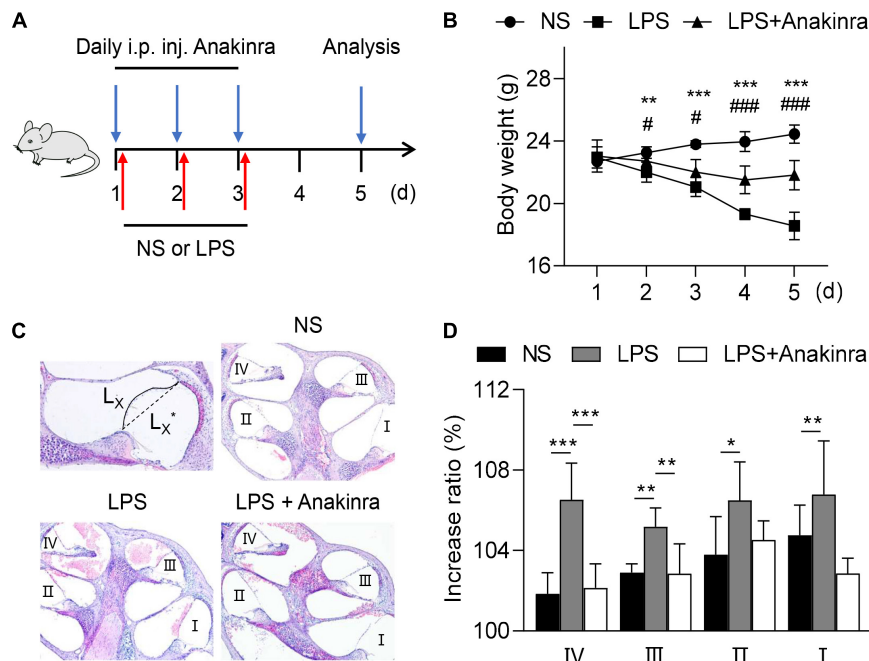 A
Daily i.p. inj. Anakinra
Analysis
1 2 3 4 5 (d)
NS or LPS
B
NS LPS LPS+Anakinra
Body weight (g)
28
24
20
16
** *** *** ***
# # ### ###
1 2 3 4 5 (d)
C
NS
Lx
Lx*
IV III II I
LPS
LPS + Anakinra
IV III II I
IV III II I
D
NS LPS LPS+Anakinra
Increase ratio (%)
112
108
104
100
*** *** ** ** * **
IV III II I